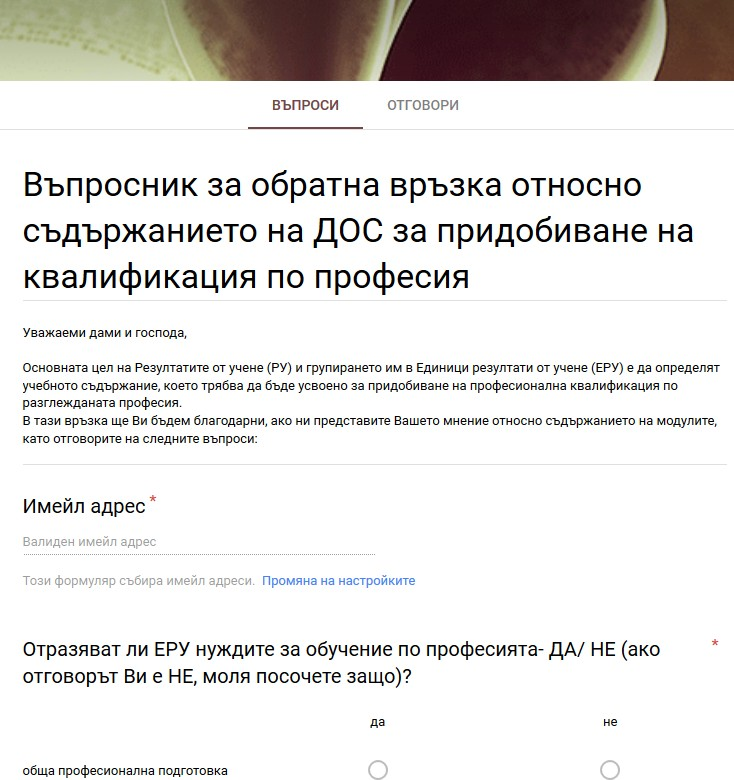 ВЪПРОСИ ОТГОВОРИ
Въпросник за обратна връзка относно
съдържанието на ДОС за придобиване на
квалификация по професия
Уважаеми дами и господа,
Основната цел на Резултатите от учене (РУ) и групирането им в Единици резултати от учене (ЕРУ) е да определят
учебното съдържание, което трябва да бъде усвоено за придобиване на професионална квалификация по
разглежданата професия.
В тази връзка ще Ви бъдем благодарни, ако ни представите Вашето мнение относно съдържанието на модулите,
като отговорите на следните въпроси:
Имейл адрес *
Валиден имейл адрес
Този формуляр събира имейл адреси. Промяна на настройките
Отразяват ли ЕРУ нуждите за обучение по професията- ДА/ НЕ (ако *
отговорът Ви е НЕ, моля посочете защо)?
да не
обща професионална подготовка